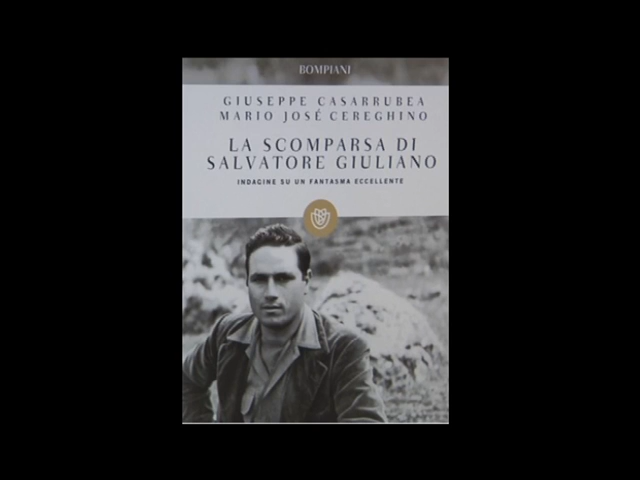 BOMPIANI
GIUSEPPE CASARRUBEA
MARIO JOSÉ CEREGHINO
LA SCOMPARSA DI
SALVATORE GIULIANO
INDAGINE SU UN FANTASMA ECCELLENTE